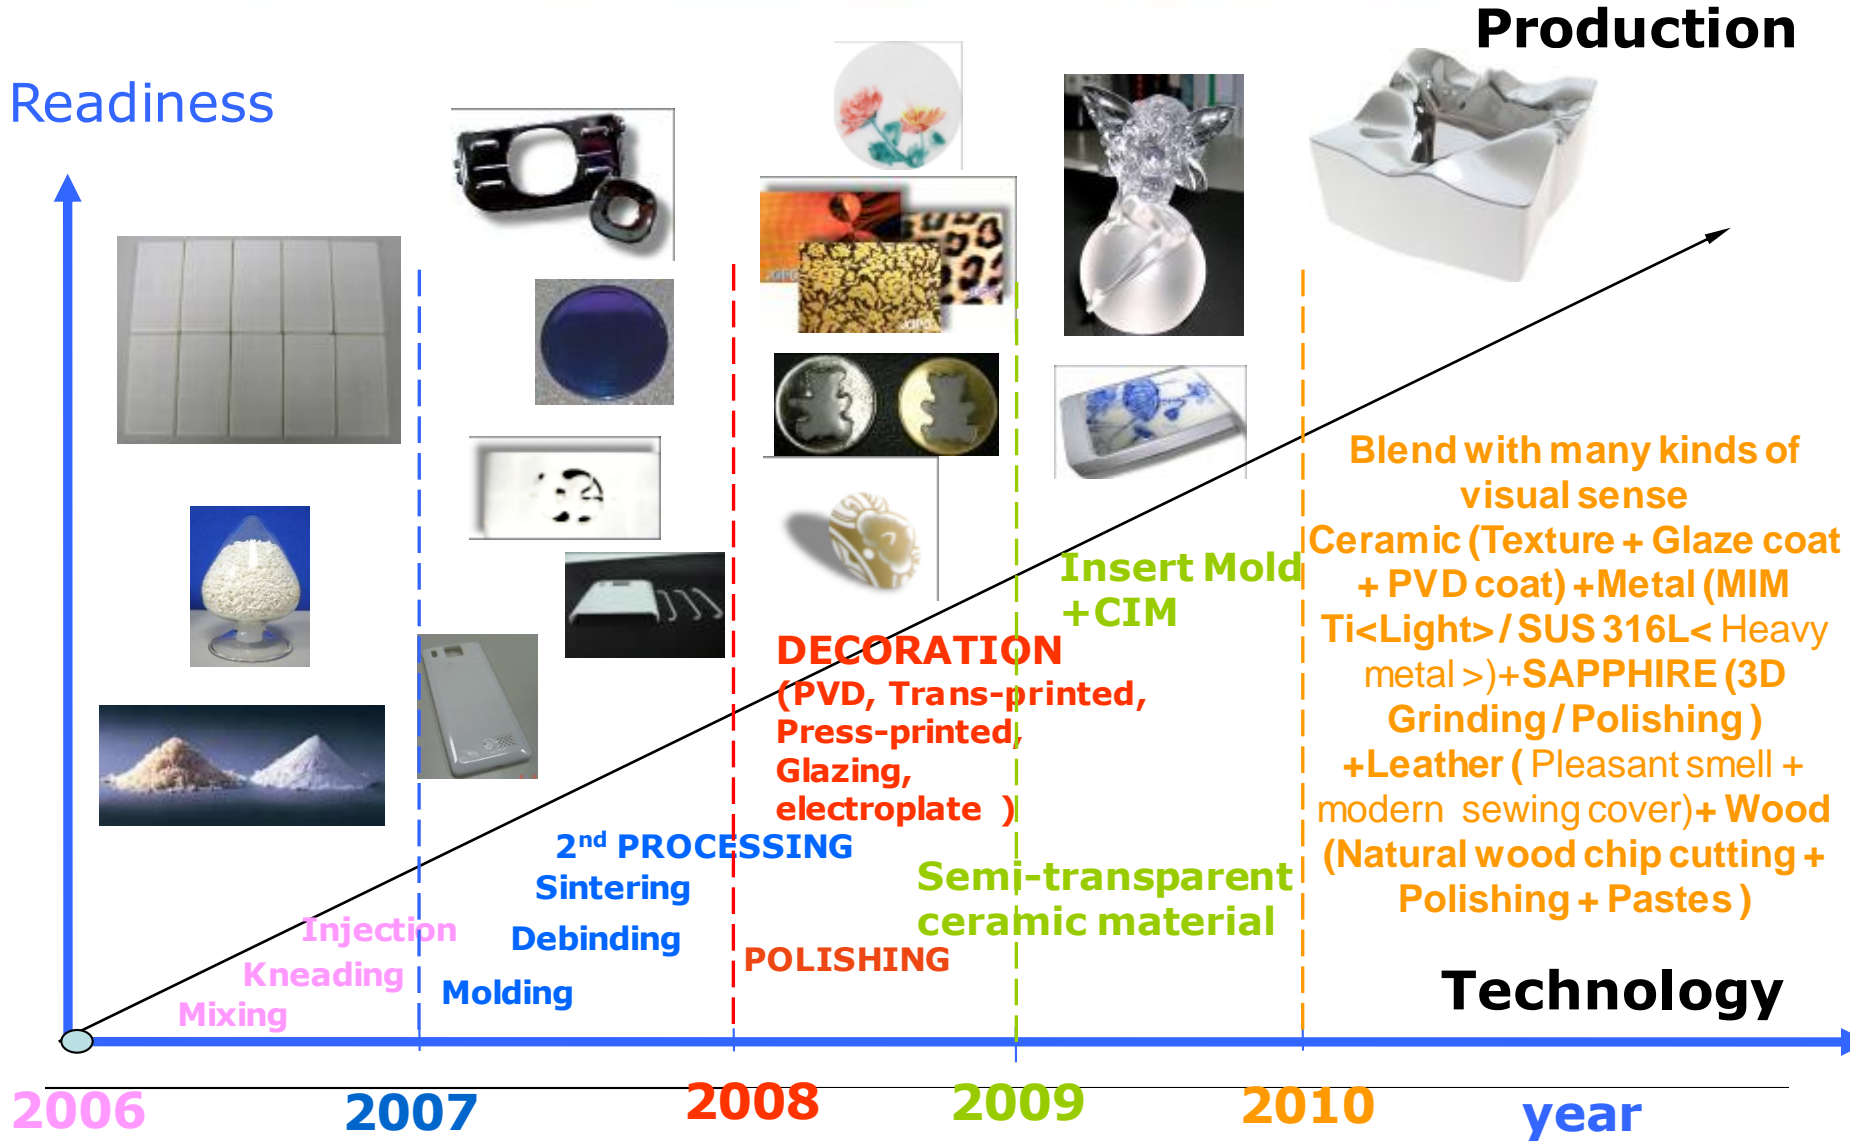 Production
Readiness
Blend with many kinds of
visual sense
Ceramic (Texture + Glaze coat
+ PVD coat) +Metal (MIM
Ti<Light> / SUS 316L< Heavy
metal >)+SAPPHIRE (3D
Grinding / Polishing )
+Leather ( Pleasant smell +
modern sewing cover)+ Wood
(Natural wood chip cutting +
Polishing + Pastes )
Insert Mold
+CIM
DECORATION
(PVD, Trans-printed,
Press-printed,
Glazing,
electroplate )
2nd PROCESSING
Sintering
Debinding
Molding
Semi-transparent
ceramic material
POLISHING
Injection
Kneading
Mixing
Technology
2006
2007
2008
2009
2010
year